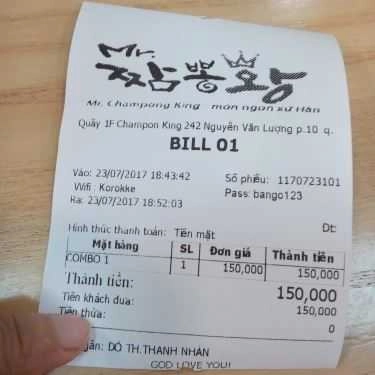 Mr.
짬뽕왕
Mr. Champong King - món ngon xứ Hàn
Quầy 1F Champon King 242 Nguyễn Văn Lượng p.10 q.
BILL 01
Vào: 23/07/2017 18:43:42 Số phiếu: 1170723101
Wifi : Korokke Pass: bango123
Ra: 23/07/2017 18:52:03
Dt:
Hình thức thanh toán: Tiền mặt
Mặt hàng SL Đơn giá Thành tiền
COMBO 1 1 150,000 150,000
Thành tiền: 150,000
Tiền khách đưa: 150,000
Tiền thừa: 0
ngân: ĐỖ TH.THANH NHÀN
GOD LOVE YOU!